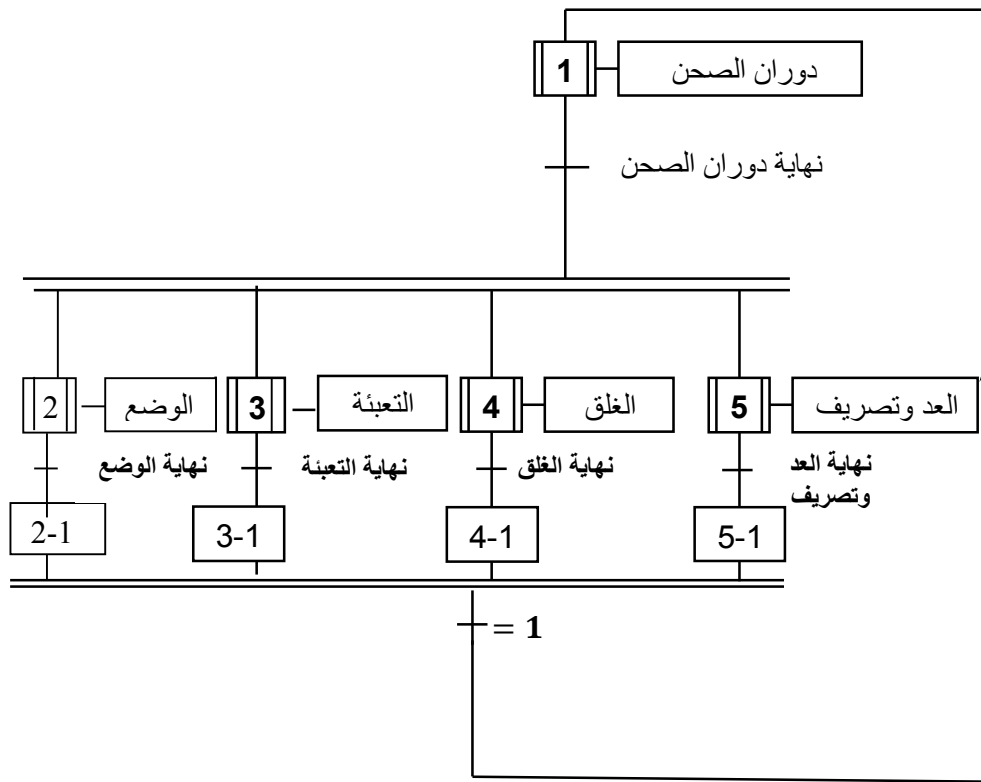 1
دوران الصحن
نهاية دوران الصحن
2
الوضع
3
التعبئة
4
الغلق
5
العد وتصريف
نهاية الوضع
نهاية التعبئة
نهاية الغلق
نهاية العد
وتصريف
2-1
3-1
4-1
5-1
= 1